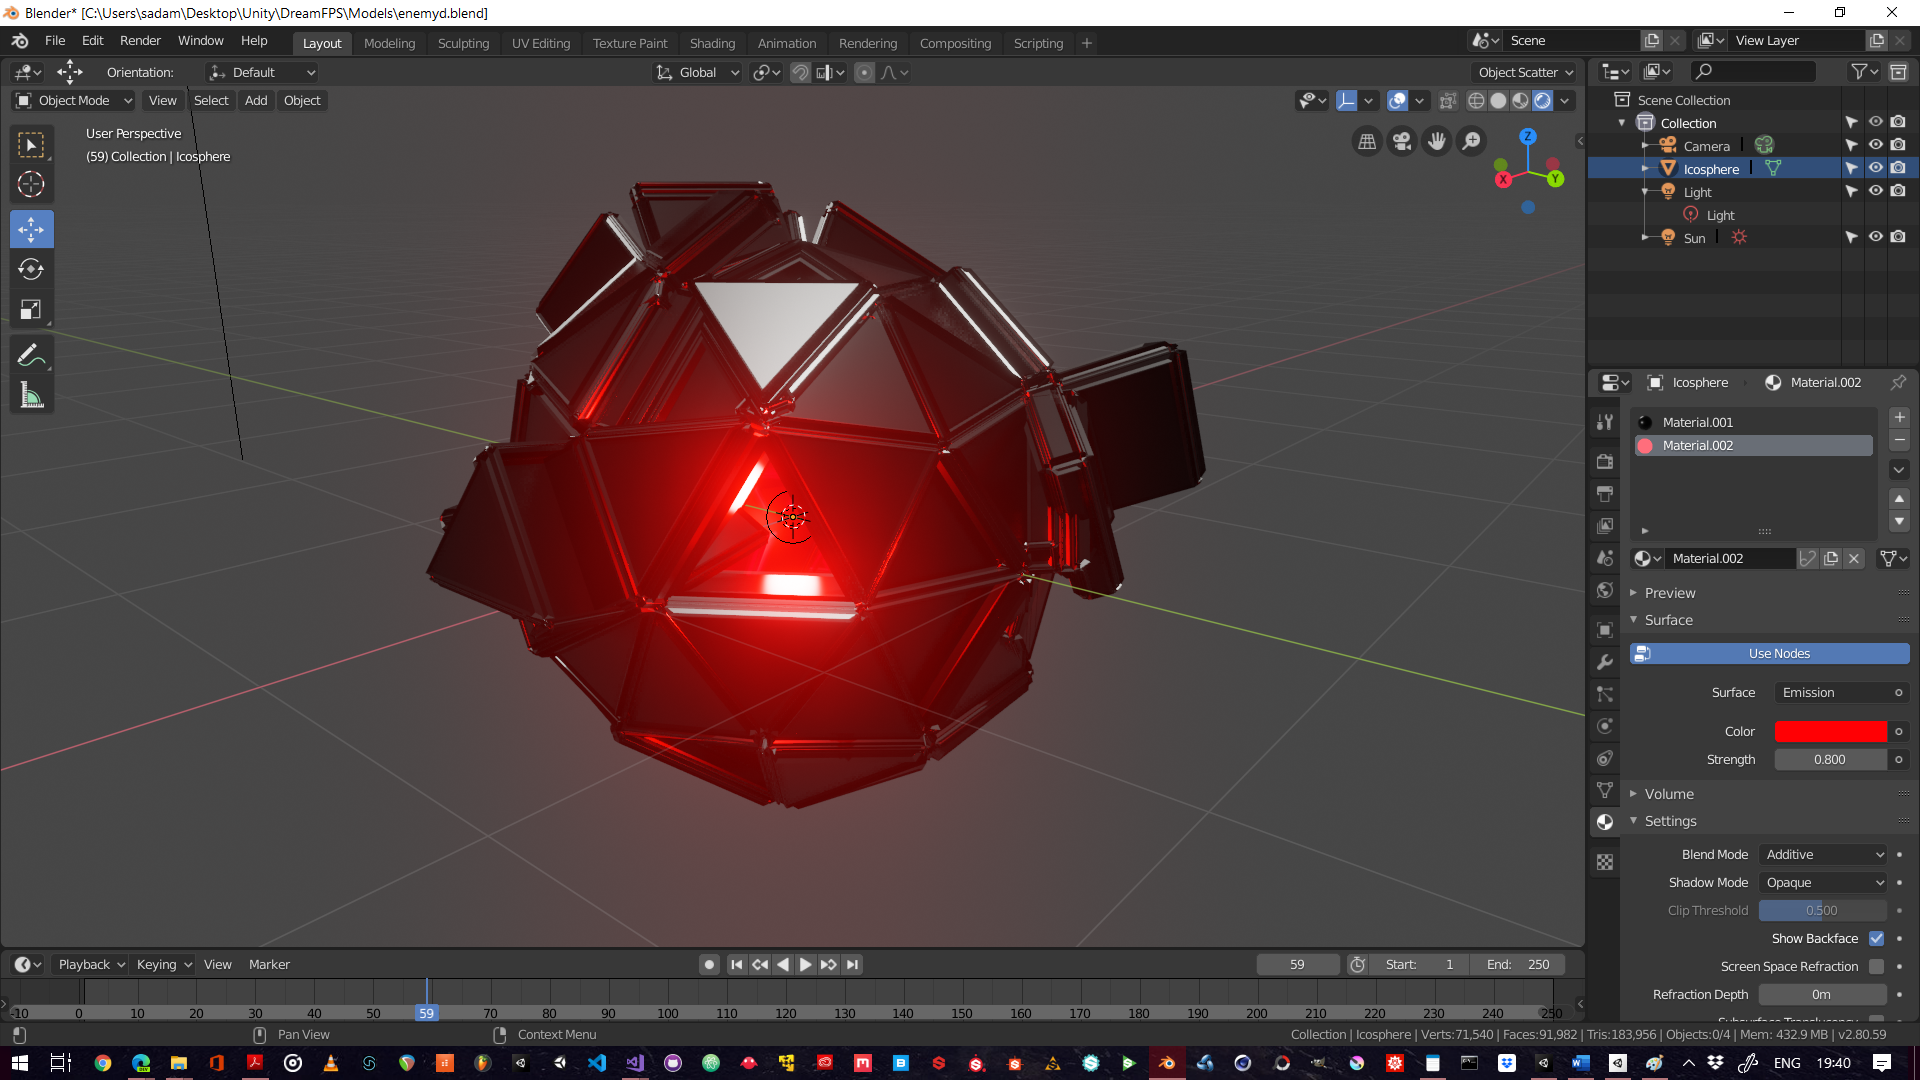 Blender* [C:\Users\sadam\Desktop\Unity\DreamFPS\Models\enemyd.blend]
File Edit Render Window Help Layout Modeling Sculpting UV Editing Texture Paint Shading Animation Rendering Compositing Scripting + Scene View Layer
Orientation: Default Global Object Scatter
Object Mode View Select Add Object
User Perspective
(59) Collection | Icosphere
Z
X
Y
Scene Collection
Collection
Camera
Icosphere
Light
Light
Sun
Icosphere Material.002
Material.001
Material.002
Material.002
Preview
Surface
Use Nodes
Surface Emission
Color
Strength 0.800
Volume
Settings
Blend Mode Additive
Shadow Mode Opaque
Clip Threshold 0.500
Show Backface
Screen Space Refraction
Refraction Depth 0m
Subsurface Translucency
Playback Keying View Marker 59 Start: 1 End: 250
-10 0 10 20 30 40 50 59 70 80 90 100 110 120 130 140 150 160 170 180 190 200 210 220 230 240 250
Pan View Context Menu Collection | Icosphere | Verts:71,540 | Faces:91,982 | Tris:183,956 | Objects:0/4 | Mem: 432.9 MB | v2.80.59
ENG 19:40